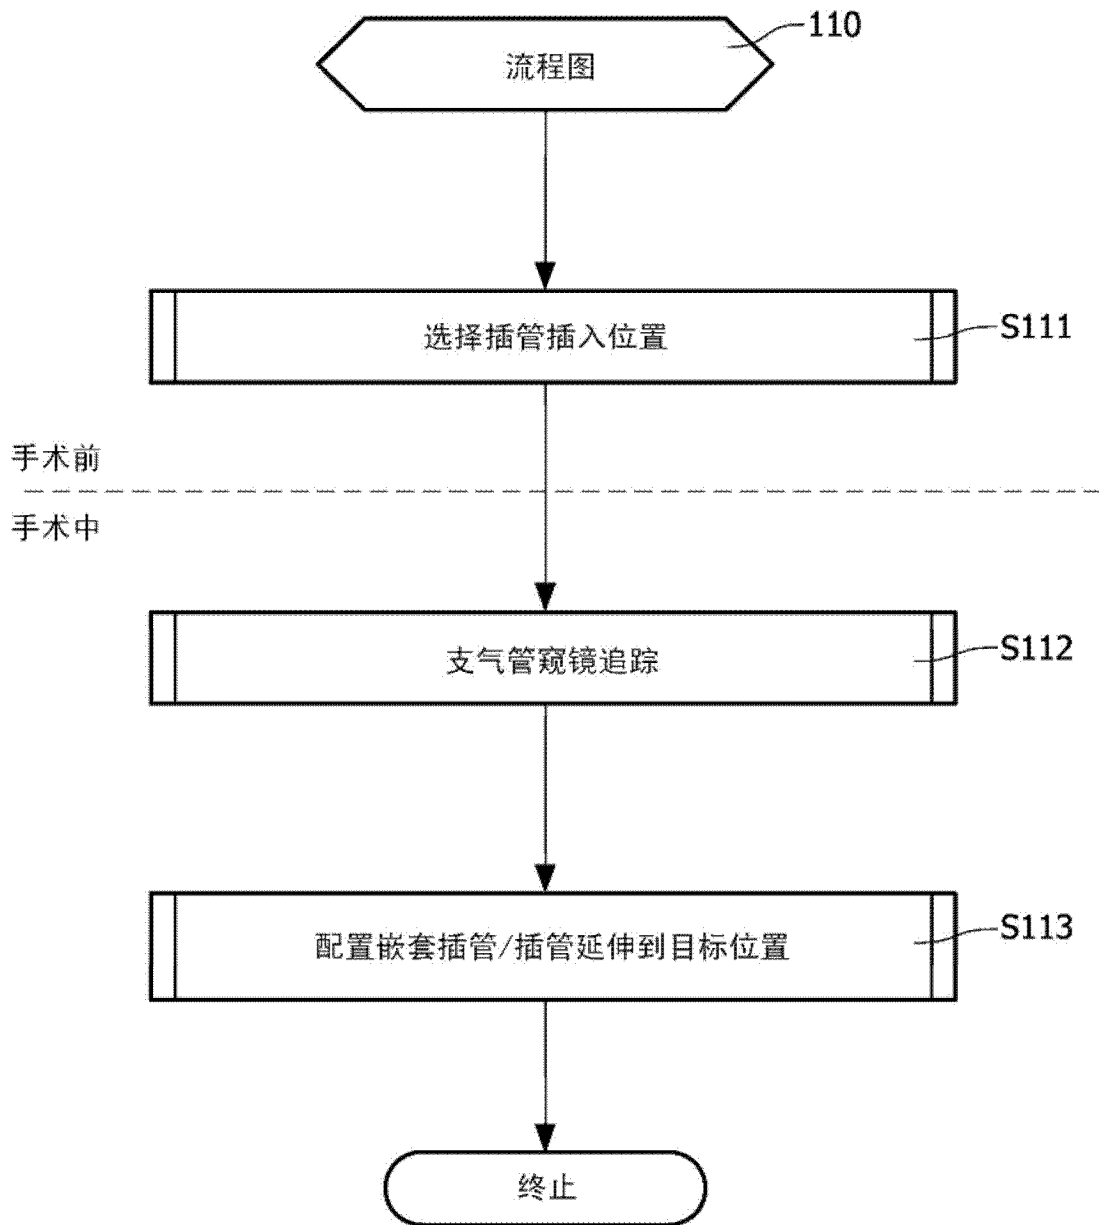 110
流程图
选择插管插入位置
S111
手术前
手术中
支气管窥镜追踪
S112
配置嵌套插管/插管延伸到目标位置
S113
终止